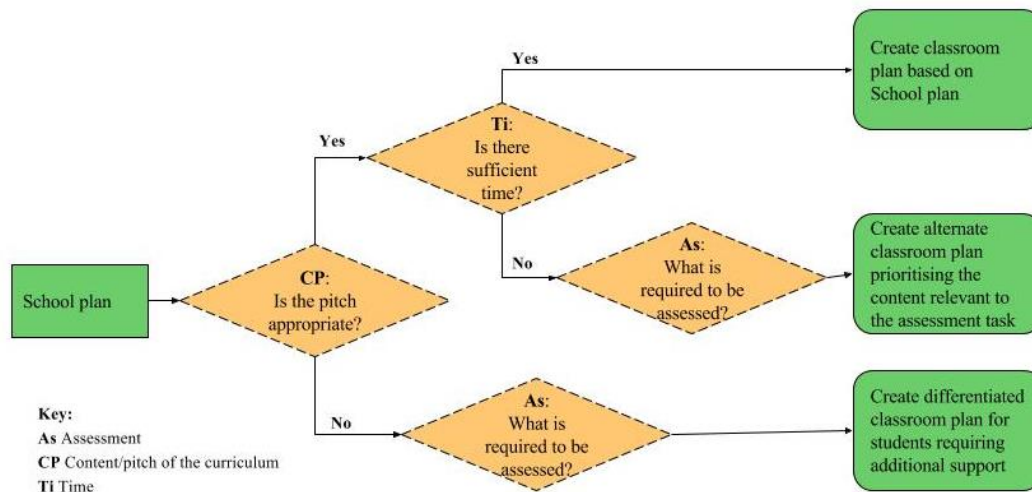 Create classroom
plan based on
School plan
Yes
Ti:
Is there
sufficient
time?
Yes
No
As:
What is
required to be
assessed?
Create alternate
classroom plan
prioritising the
content relevant to
the assessment task
School plan
CP:
Is the pitch
appropriate?
No
As:
What is
required to be
assessed?
Create differentiated
classroom plan for
students requiring
additional support
Key:
As Assessment
CP Content/pitch of the curriculum
Ti Time